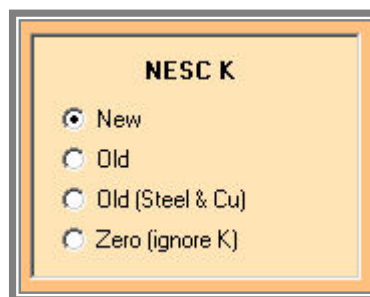 NESC K
New
Old
Old (Steel & Cu)
Zero (ignore K)